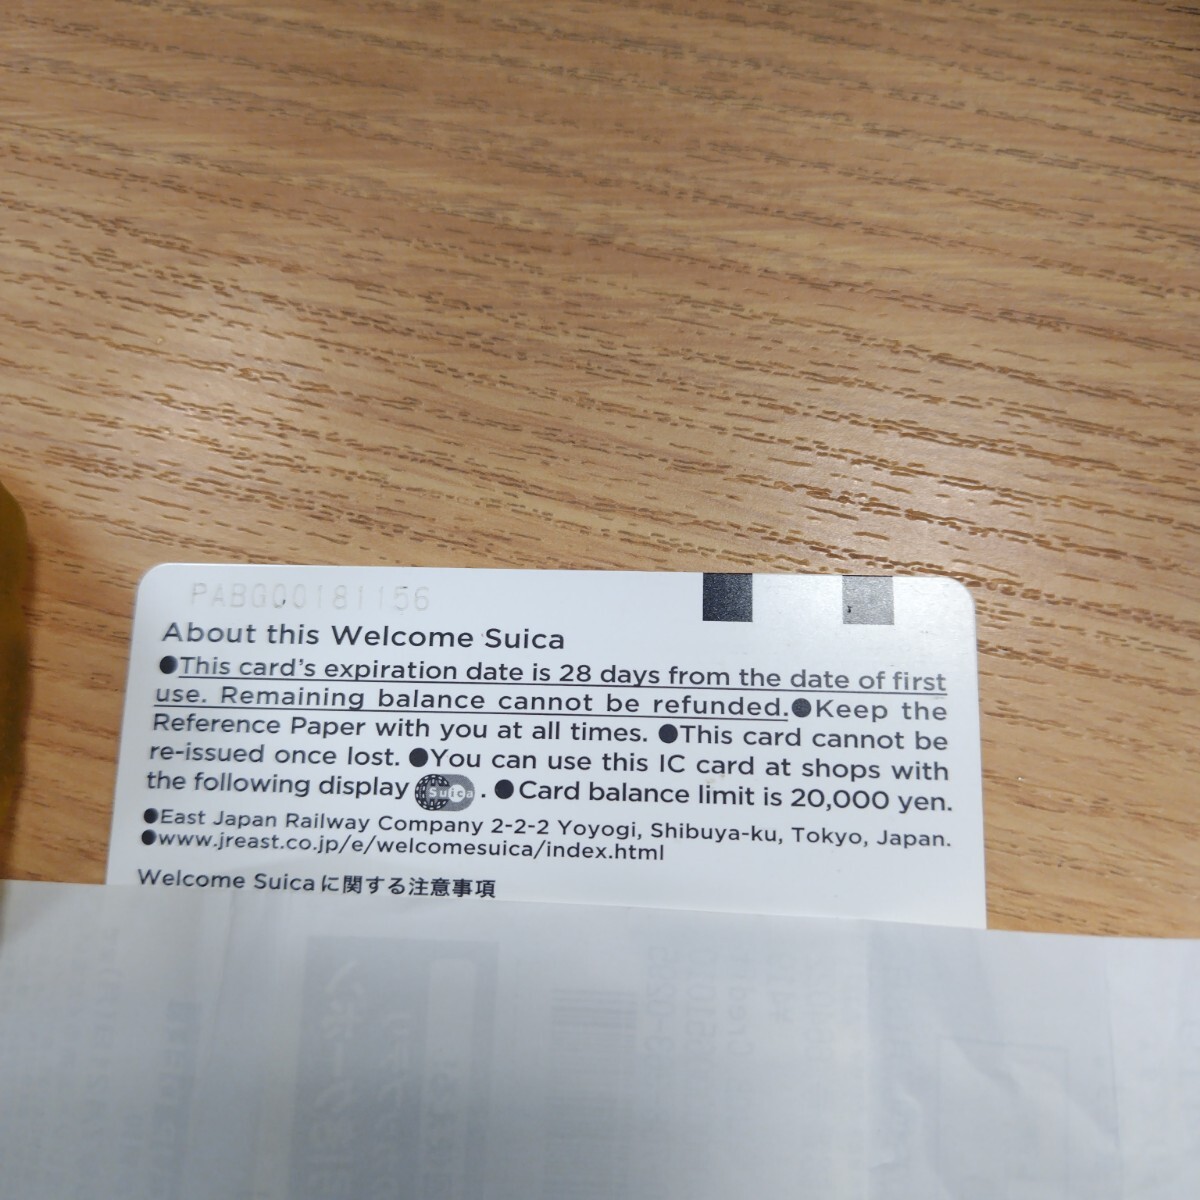 PABG00181156
About this Welcome Suica
●This card's expiration date is 28 days from the date of first
use. Remaining balance cannot be refunded.●Keep the
Reference Paper with you at all times. ●This card cannot be
re-issued once lost. ●You can use this IC card at shops with
the following display Suica . ●Card balance limit is 20,000 yen.
●East Japan Railway Company 2-2-2 Yoyogi, Shibuya-ku, Tokyo, Japan.
●www.jreast.co.jp/e/welcomesuica/index.html
Welcome Suicaに関する注意事項